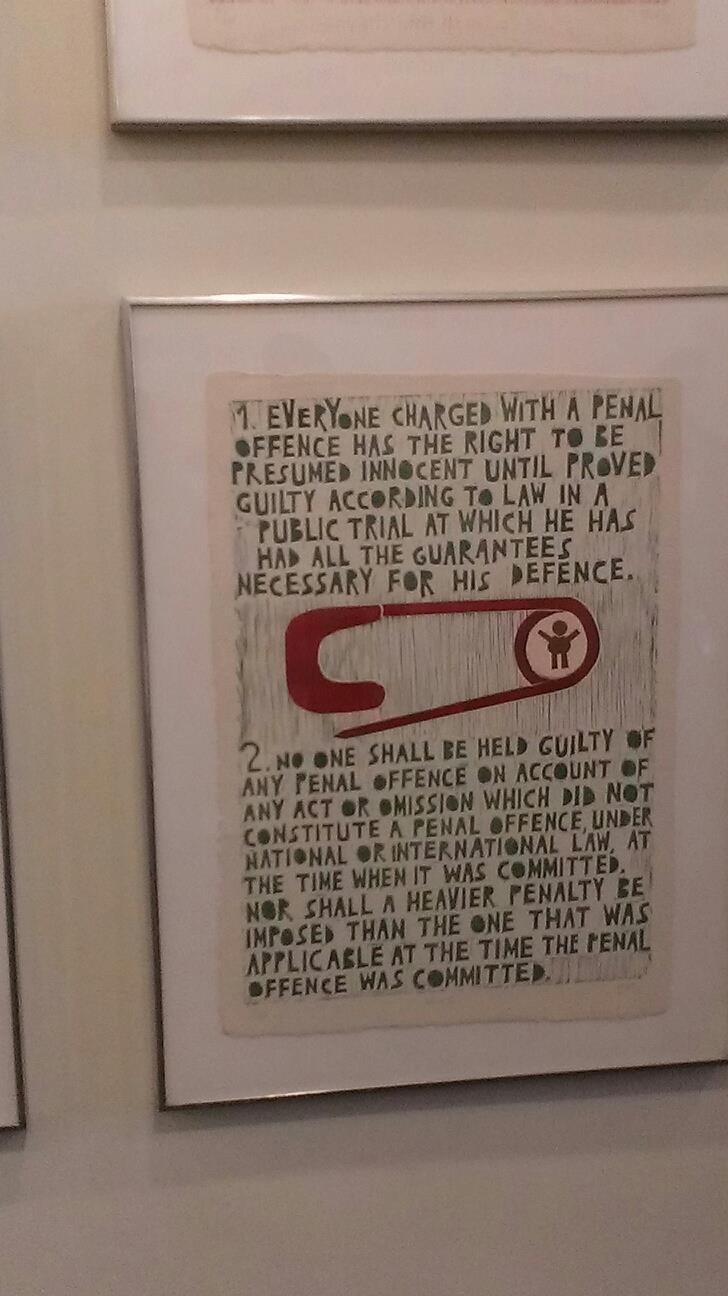 1. EVERYONE CHARGED WITH A PENAL
OFFENCE HAS THE RIGHT TO BE
PRESUMED INNOCENT UNTIL PROVED
GUILTY ACCORDING TO LAW IN A
PUBLIC TRIAL AT WHICH HE HAS
HAD ALL THE GUARANTEES
NECESSARY FOR HIS DEFENCE.
2. NO ONE SHALL BE HELD GUILTY OF
ANY PENAL OFFENCE ON ACCOUNT OF
ANY ACT OR OMISSION WHICH DID NOT
CONSTITUTE A PENAL OFFENCE, UNDER
NATIONAL OR INTERNATIONAL LAW, AT
THE TIME WHEN IT WAS COMMITTED.
NOR SHALL A HEAVIER PENALTY BE
IMPOSED THAN THE ONE THAT WAS
APPLICABLE AT THE TIME THE PENAL
OFFENCE WAS COMMITTED.